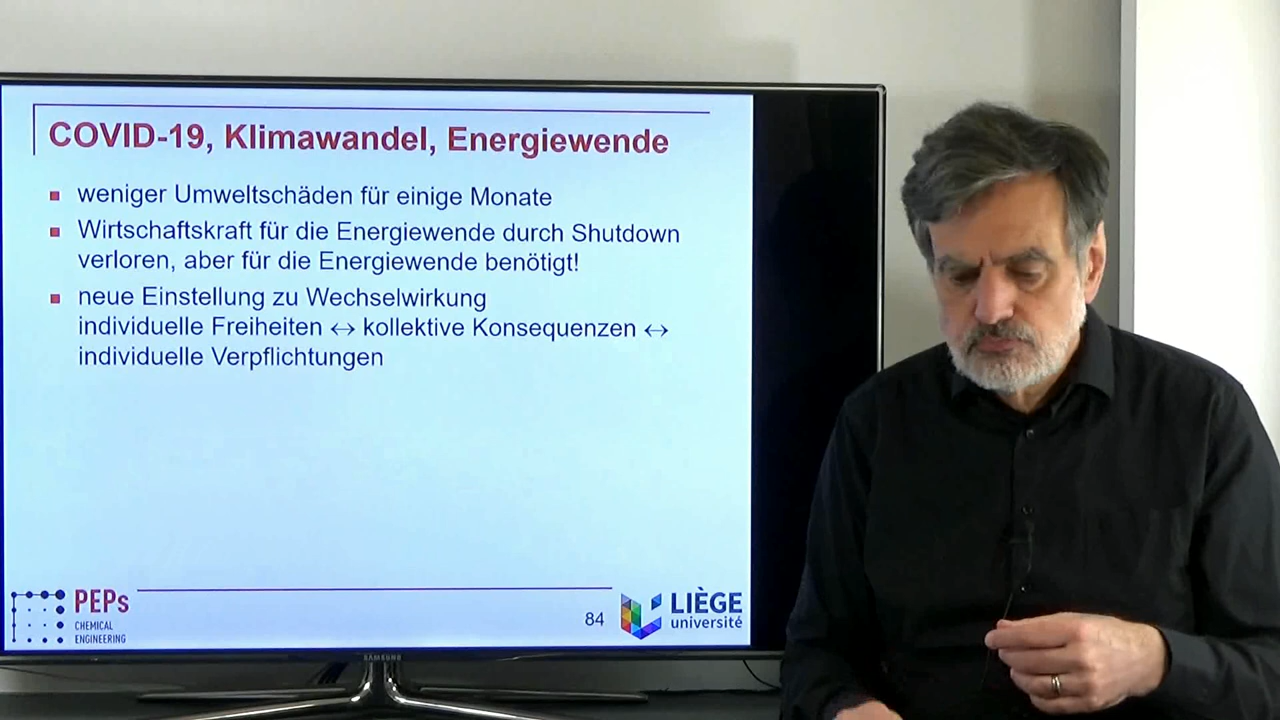 COVID-19, Klimawandel, Energiewende
weniger Umweltschäden für einige Monate
Wirtschaftskraft für die Energiewende durch Shutdown
verloren, aber für die Energiewende benötigt!
neue Einstellung zu Wechselwirkung
individuelle Freiheiten ↔ kollektive Konsequenzen ↔
individuelle Verpflichtungen
PEPs
CHEMICAL
ENGINEERING
84
LIÈGE
université
SAMSUNG